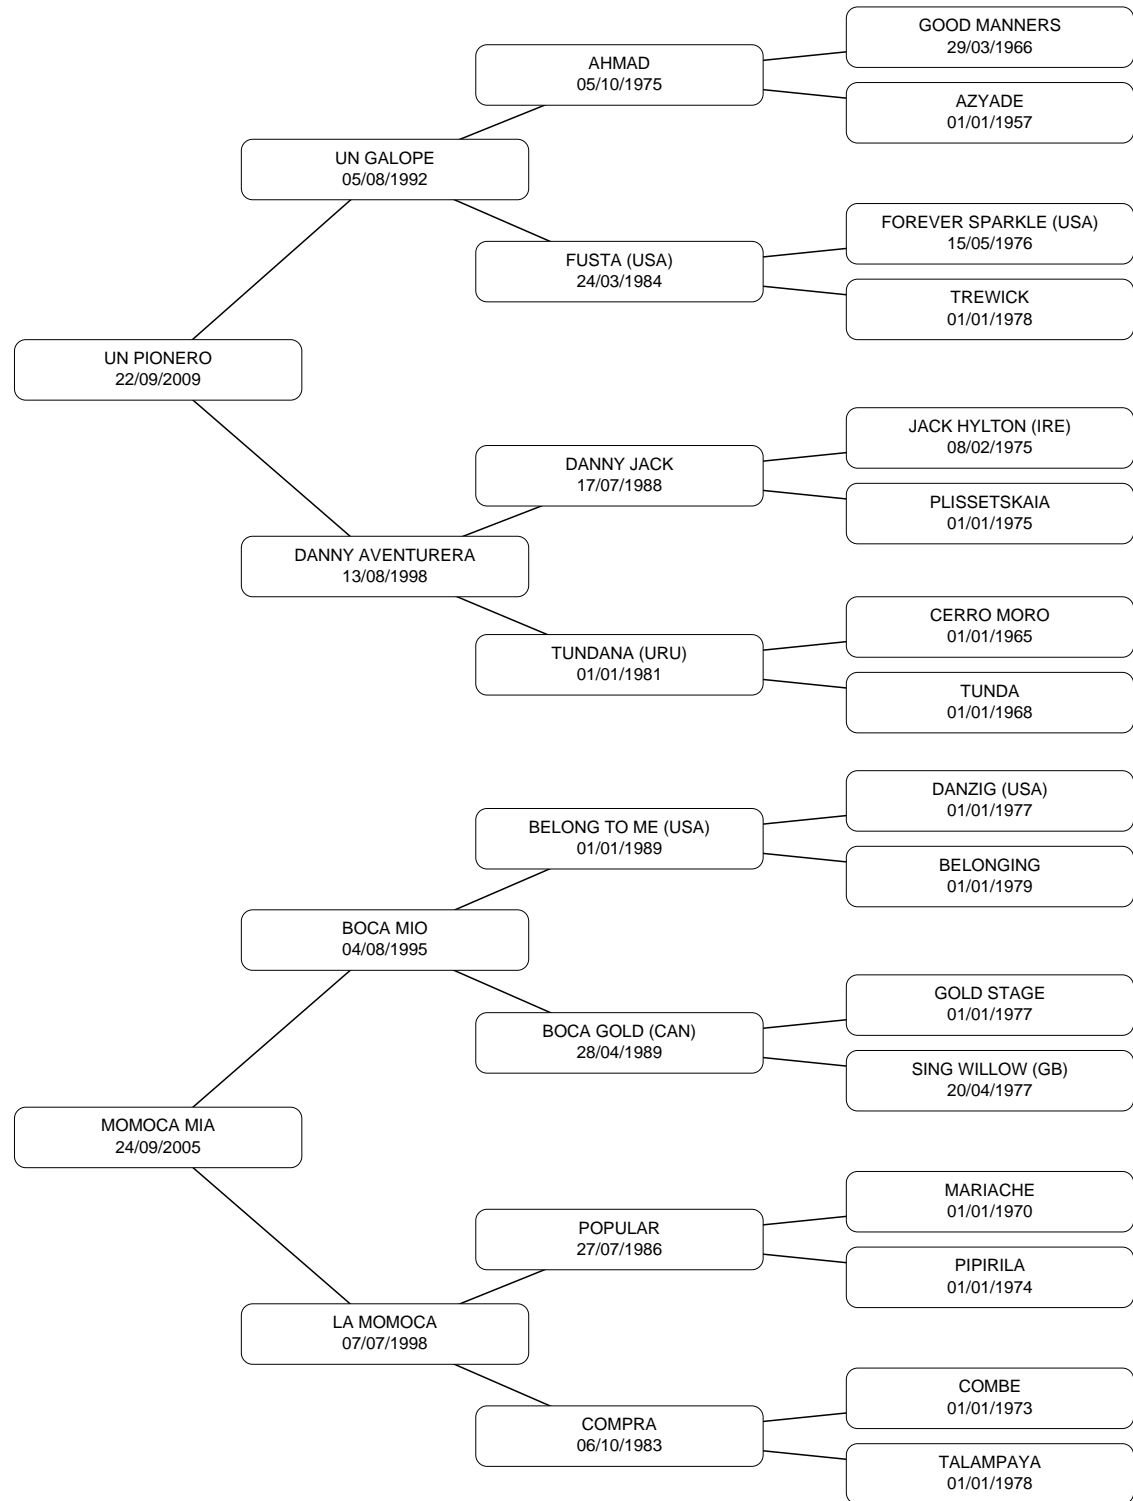 GOOD MANNERS
29/03/1966
AHMAD
05/10/1975
AZYADE
01/01/1957
UN GALOPE
05/08/1992
FOREVER SPARKLE (USA)
15/05/1976
FUSTA (USA)
24/03/1984
TREWICK
01/01/1978
UN PIONERO
22/09/2009
JACK HYLTON (IRE)
08/02/1975
DANNY JACK
17/07/1988
PLISSETSKAIA
01/01/1975
DANNY AVENTURERA
13/08/1998
CERRO MORO
01/01/1965
TUNDANA (URU)
01/01/1981
TUNDA
01/01/1968
DANZIG (USA)
01/01/1977
BELONG TO ME (USA)
01/01/1989
BELONGING
01/01/1979
BOCA MIO
04/08/1995
GOLD STAGE
01/01/1977
BOCA GOLD (CAN)
28/04/1989
SING WILLOW (GB)
20/04/1977
MOMOCA MIA
24/09/2005
MARIACHE
01/01/1970
POPULAR
27/07/1986
PIPIRILA
01/01/1974
LA MOMOCA
07/07/1998
COMBE
01/01/1973
COMPRA
06/10/1983
TALAMPAYA
01/01/1978